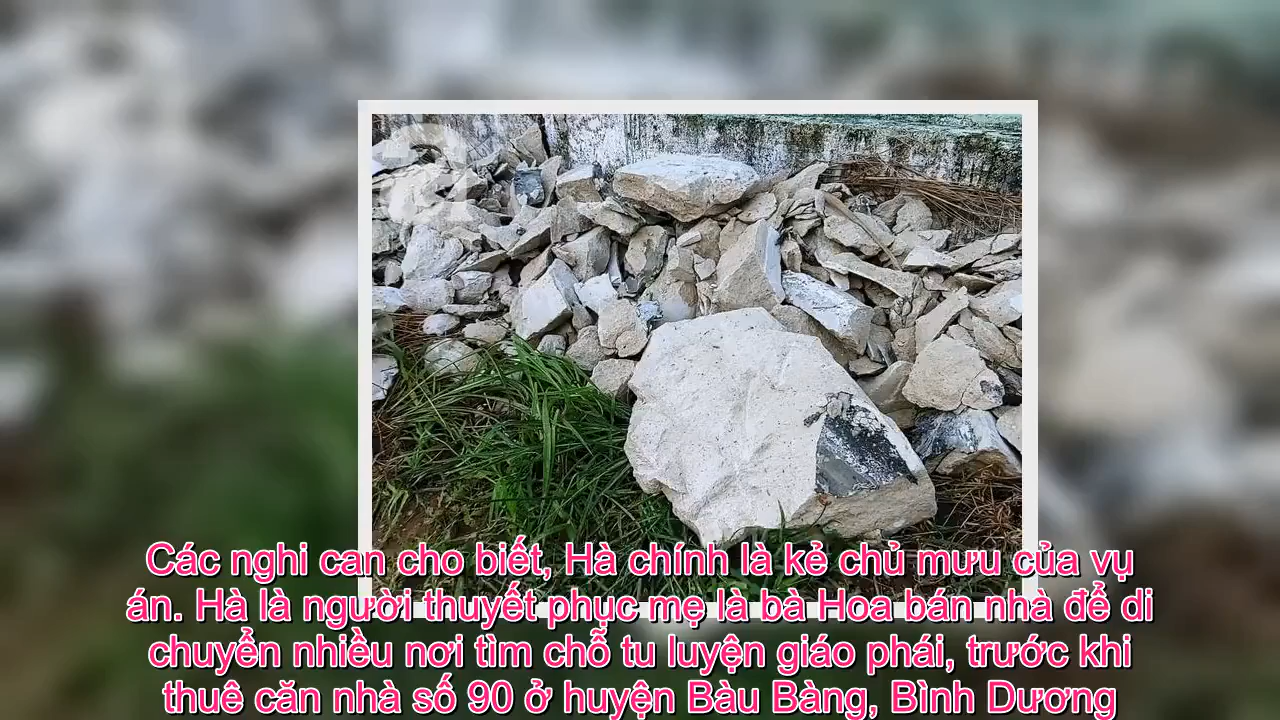 Các nghi can cho biết, Hà chính là kẻ chủ mưu của vụ
án. Hà là người thuyết phục mẹ là bà Hoa bán nhà để di
chuyển nhiều nơi tìm chỗ tu luyện giáo phái, trước khi
thuê căn nhà số 90 ở huyện Bàu Bàng, Bình Dương